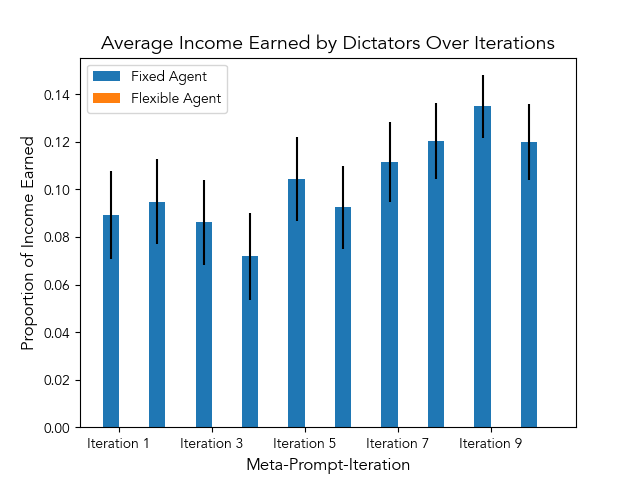 Average Income Earned by Dictators Over Iterations
Fixed Agent
Flexible Agent
Proportion of Income Earned
0.14
0.12
0.10
0.08
0.06
0.04
0.02
0.00
Iteration 1
Iteration 3
Iteration 5
Iteration 7
Iteration 9
Meta-Prompt-Iteration